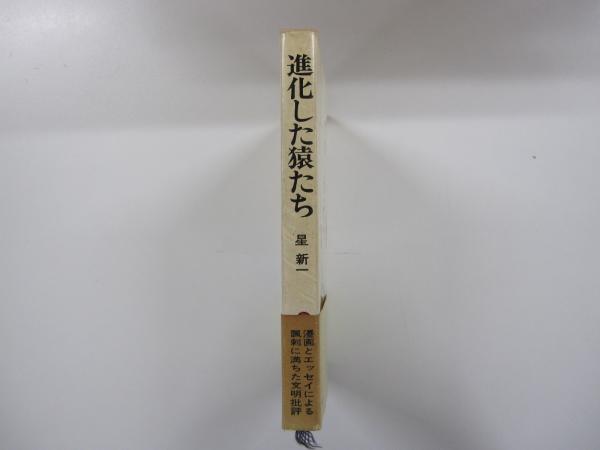 進化した猿たち
星新一
漫画とエッセイによる
諷刺に満ちた文明批評